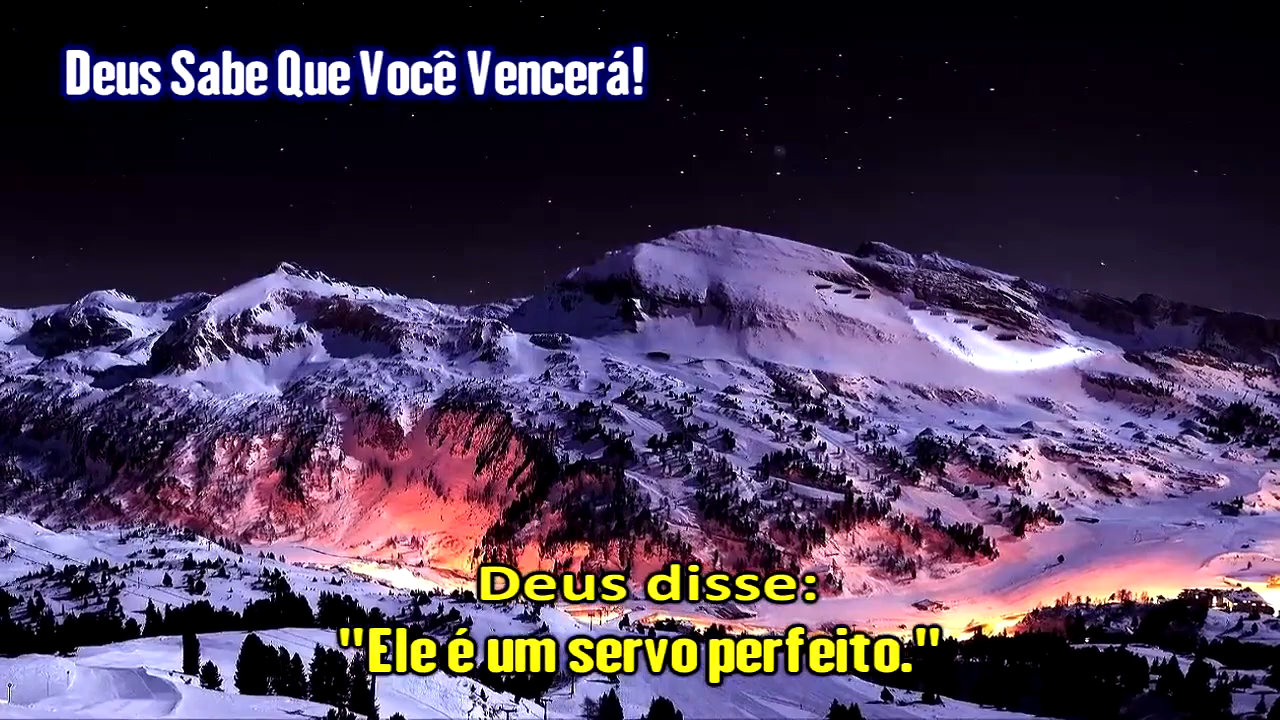 Deus Sabe Que Você Vencerá!
Deus disse:
"Ele é um servo perfeito."